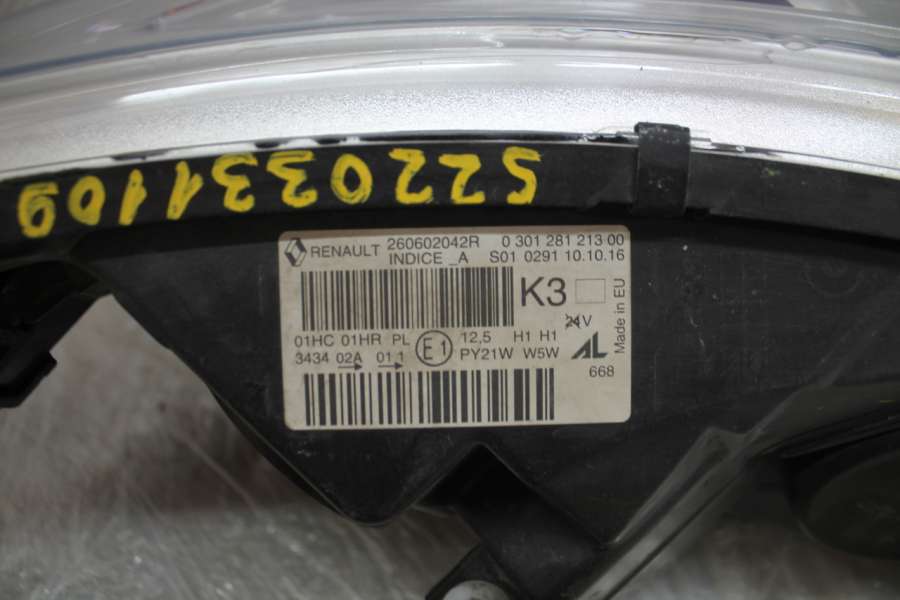 5220331109
RENAULT 260602042R 0 301 281 213 00
INDICE _A S01 0291 10.10.16
K3
24V
Made in EU
01HC 01HR PL 12,5 H1 H1
3434 02A 01 1 E1 PY21W W5W AL
668